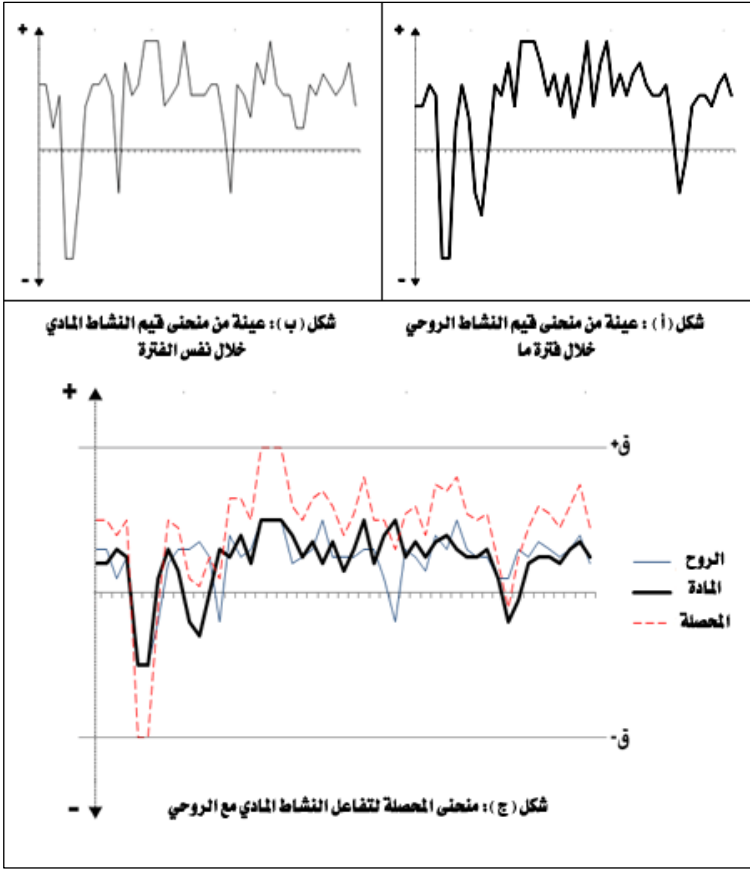 +
-
شكل (أ) : عينة من منحنى قيم النشاط الروحي
خلال فترة ما
+
-
شكل (ب) : عينة من منحنى قيم النشاط المادي
خلال نفس الفترة
+
ق+
الروح
المادة
المحصلة
ق-
-
شكل (ج) : منحنى المحصلة لتفاعل النشاط المادي مع الروحي